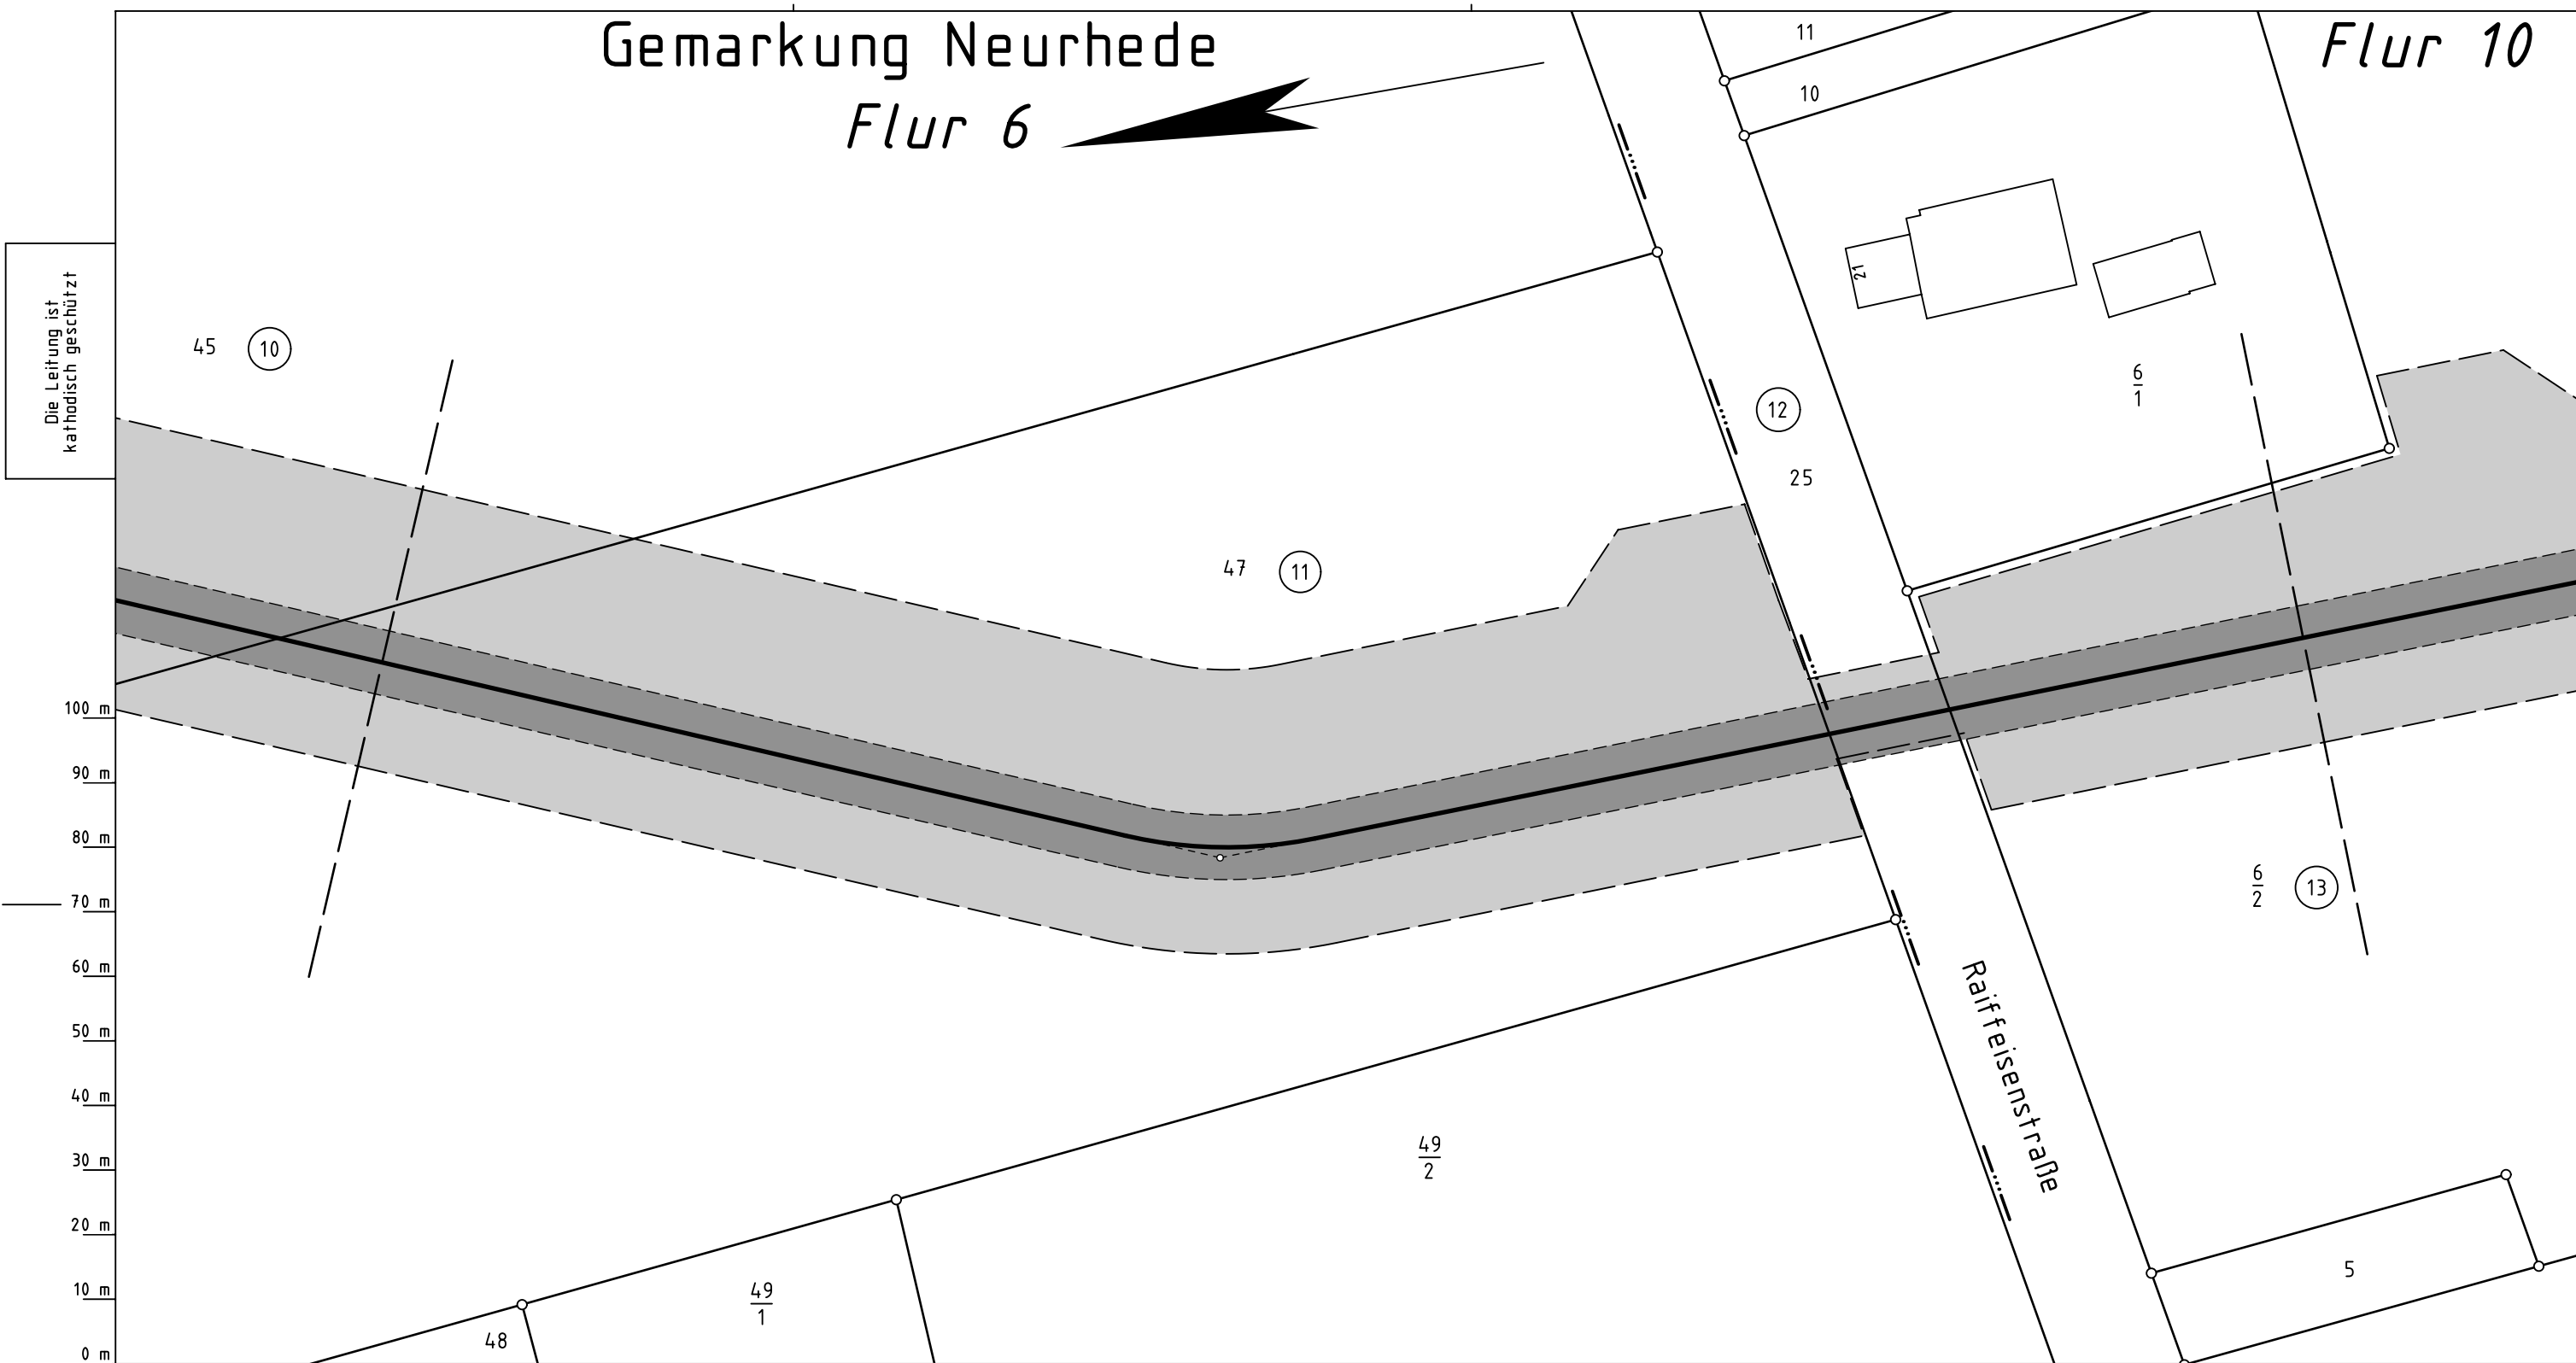 Gemarkung Neurhede
Flur 6
Flur 10
11
10
21
Die Leitung ist
kathodisch geschützt
45 10
12
6
1
25
47 11
100 m
90 m
80 m
70 m
60 m
50 m
40 m
30 m
20 m
10 m
0 m
6
2
13
Raiffeisenstraße
49
2
49
1
48
5